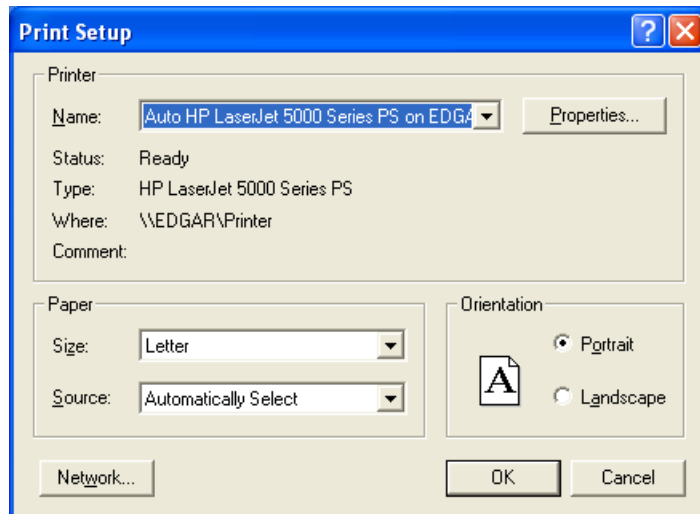 Print Setup
Printer
Name: Auto HP LaserJet 5000 Series PS on EDGA Properties...
Status: Ready
Type: HP LaserJet 5000 Series PS
Where: \\EDGAR\Printer
Comment:
Paper
Size: Letter
Source: Automatically Select
Orientation
A
Portrait
Landscape
Network... OK Cancel